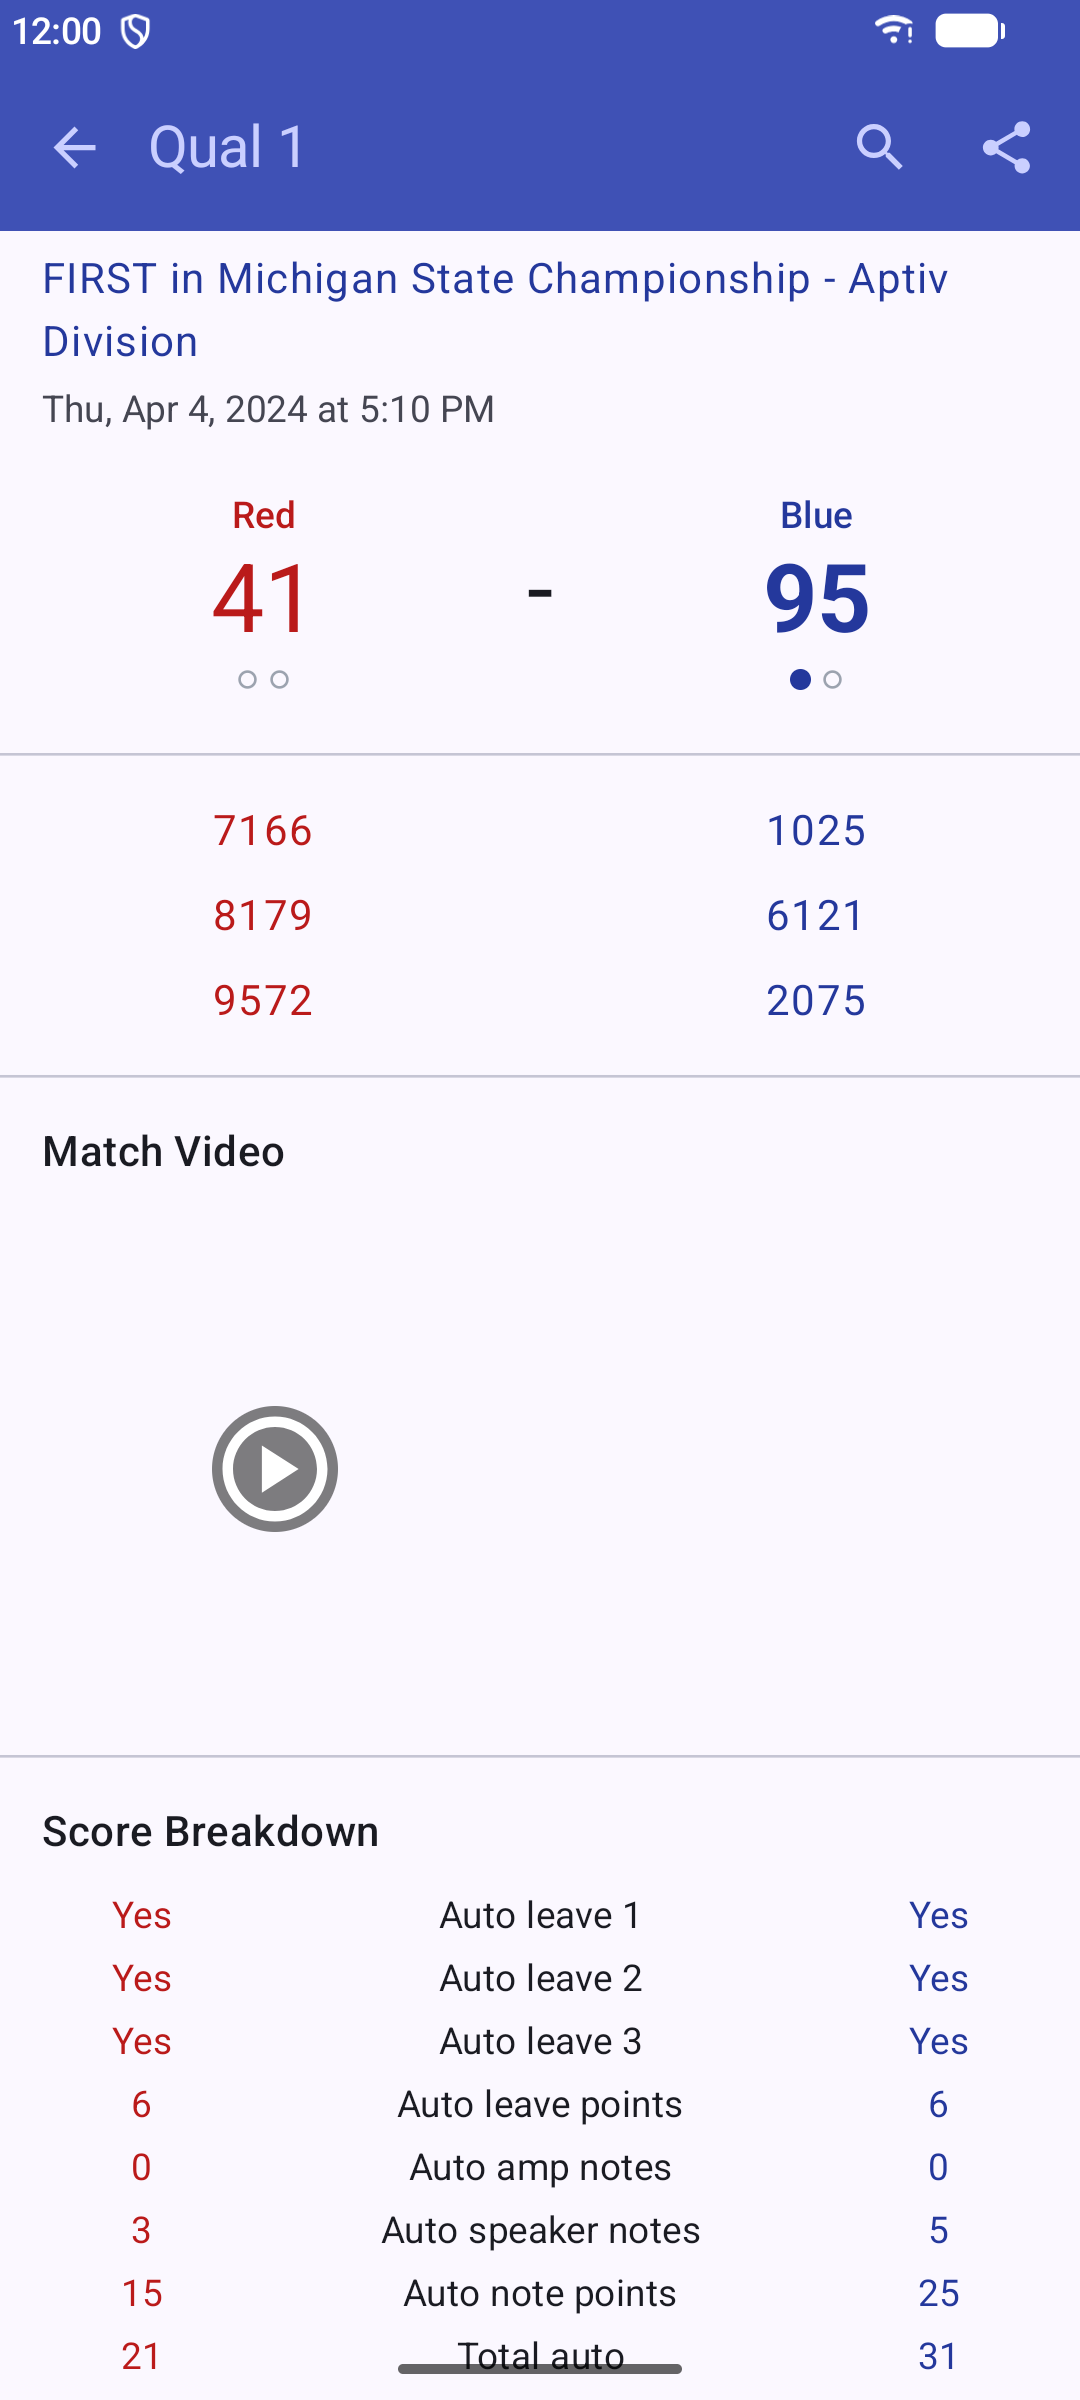 12:00
Qual 1
FIRST in Michigan State Championship - Aptiv
Division
Thu, Apr 4, 2024 at 5:10 PM
Red Blue
41 - 95
7166 1025
8179 6121
9572 2075
Match Video
Score Breakdown
Yes Auto leave 1 Yes
Yes Auto leave 2 Yes
Yes Auto leave 3 Yes
6 Auto leave points 6
0 Auto amp notes 0
3 Auto speaker notes 5
15 Auto note points 25
21 Total auto 31